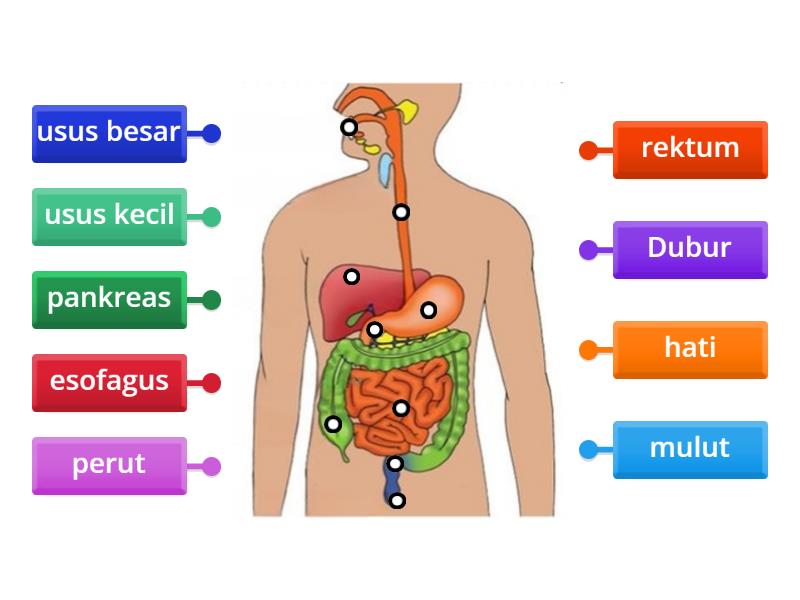 usus besar
usus kecil
pankreas
esofagus
perut
rektum
Dubur
hati
mulut